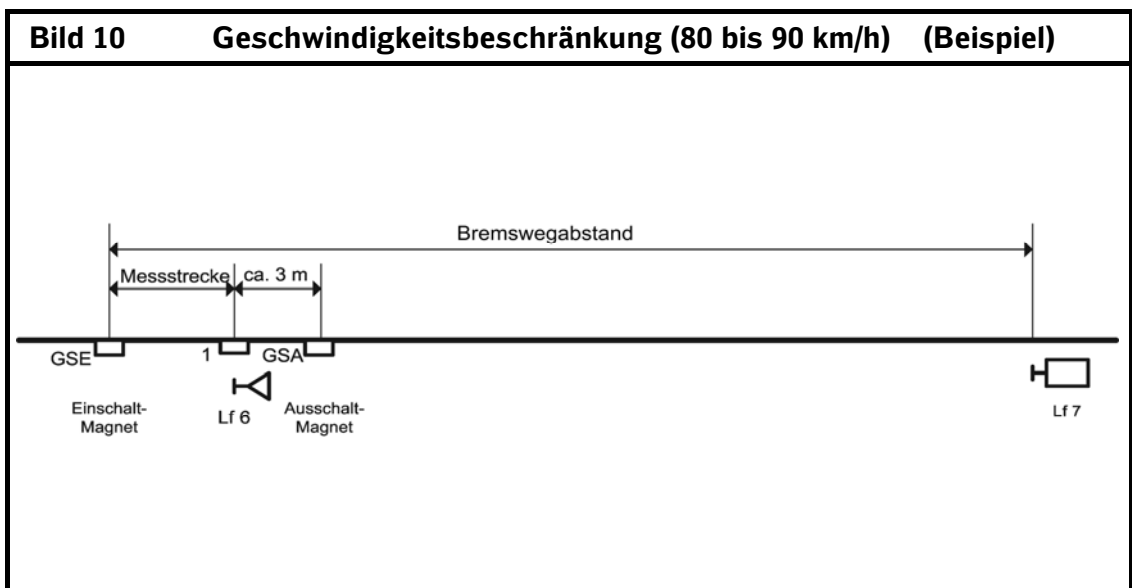 Bild 10 Geschwindigkeitsbeschränkung (80 bis 90 km/h) (Beispiel)
Bremswegabstand
Messstrecke ca. 3 m
GSE 1 GSA
Einschalt-
Magnet
Lf 6
Ausschalt-
Magnet
Lf 7